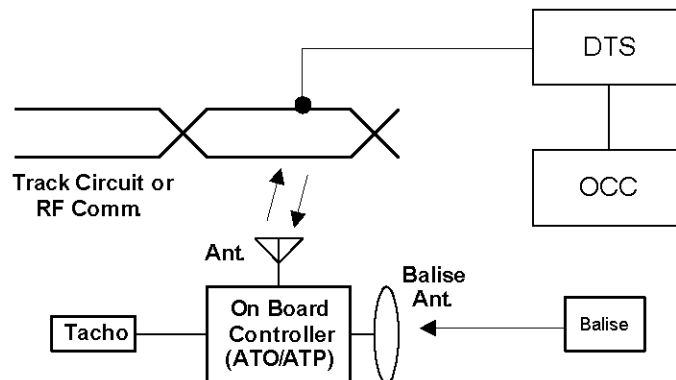 DTS
OCC
Track Circuit or
RF Comm.
Ant.
Balise
Ant.
On Board
Controller
(ATO/ATP)
Tacho
Balise